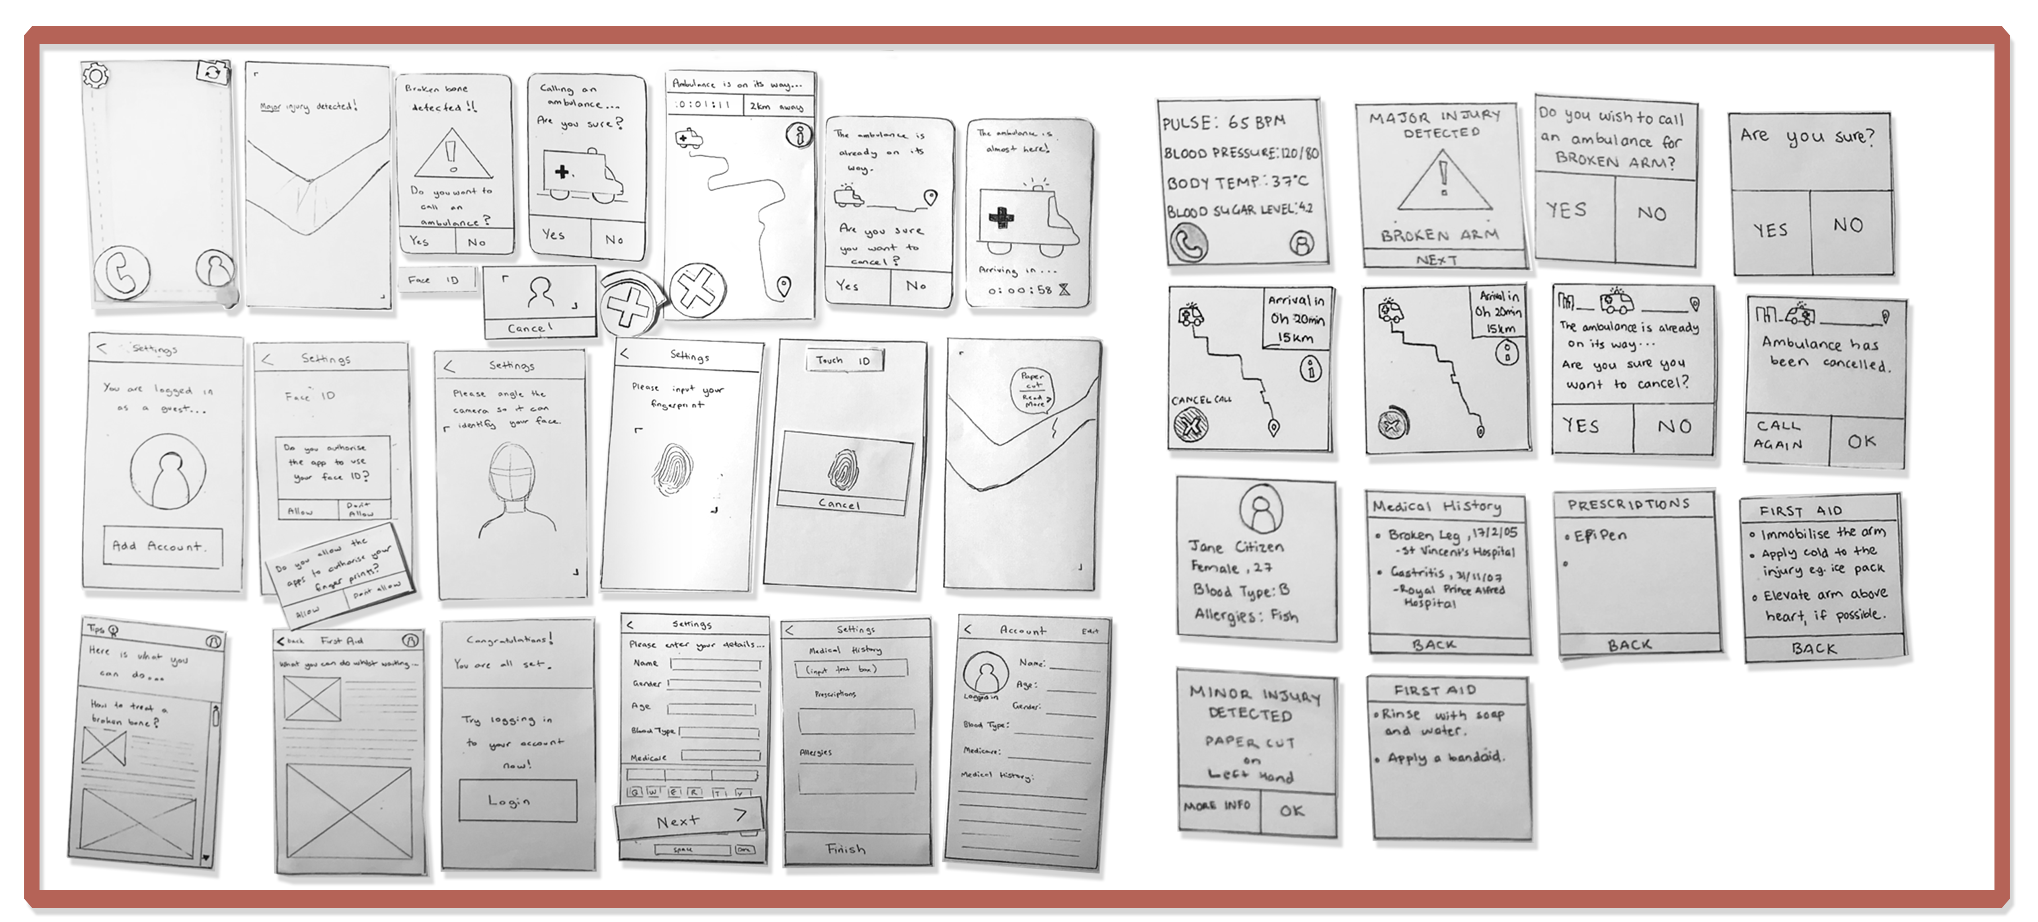 Major injury detected!
Broken bone
detected!!
Do you want to
call an
ambulance?
Yes
No
Calling an
ambulance...
Are you sure?
Yes
No
Ambulance is on its way...
:0:01:11
2km away
The ambulance is
already on its
way.
Are you sure
you want to
cancel?
Yes
No
The ambulance is
almost here!
Arriving in...
0:00:58
Face ID
Cancel
< Settings
You are logged in
as a guest...
Add Account.
< Settings
Face ID
Do you authorise
the app to use
your face ID?
Allow
Don't
Allow
Do you allow the
apps to authorise your
finger prints?
Allow
Dont allow
< Settings
Please angle the
camera so it can
identify your face.
< Settings
Please input your
fingerprint
Touch ID
Cancel
Paper
cut
Read
More>
Tips
Here is what you
can do...
How to treat a
broken bone?
< back First Aid
What you can do whilst waiting...
Congratulations!
You are all set.
Try logging in
to your account
now!
Login
< Settings
Please enter your details...
Name
Gender
Age
Blood Type
Medicare
Q W E R T Y
Next >
space
< Settings
Medical History
(input text box)
Prescriptions
Allergies
Finish
< Account Edit
Name:
Age:
Gender:
Logged in
Blood Type:
Medicare:
Medical History:
PULSE: 65 BPM
BLOOD PRESSURE:120/80
BODY TEMP.: 37°C
BLOOD SUGAR LEVEL:4.2
MAJOR INJURY
DETECTED
BROKEN ARM
NEXT
Do you wish to call
an ambulance for
BROKEN ARM?
YES
NO
Are you sure?
YES
NO
Arrival in
0h 20min
15km
CANCEL CALL
Arrival in
0h 20min
15km
The ambulance is already
on its way...
Are you sure you
want to cancel?
YES
NO
Ambulance has
been cancelled.
CALL
AGAIN
OK
Jane Citizen
Female, 27
Blood Type: B
Allergies: Fish
Medical History
• Broken Leg, 17/2/05
-St Vincent's Hospital
• Gastritis, 31/11/07
-Royal Prince Alfred
Hospital
BACK
PRESCRIPTIONS
• EpiPen
•
BACK
FIRST AID
• Immobilise the arm
• Apply cold to the
injury eg. ice pack
• Elevate arm above
heart, if possible.
BACK
MINOR INJURY
DETECTED
PAPER CUT
on
Left Hand
MORE INFO
OK
FIRST AID
• Rinse with soap
and water.
• Apply a bandaid.